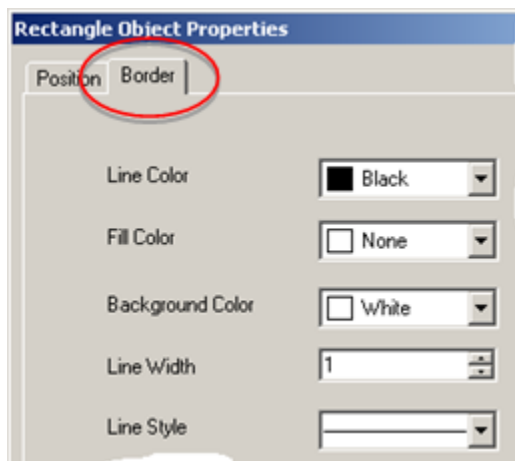 Rectangle Object Properties
Position Border
Line Color Black
Fill Color None
Background Color White
Line Width 1
Line Style